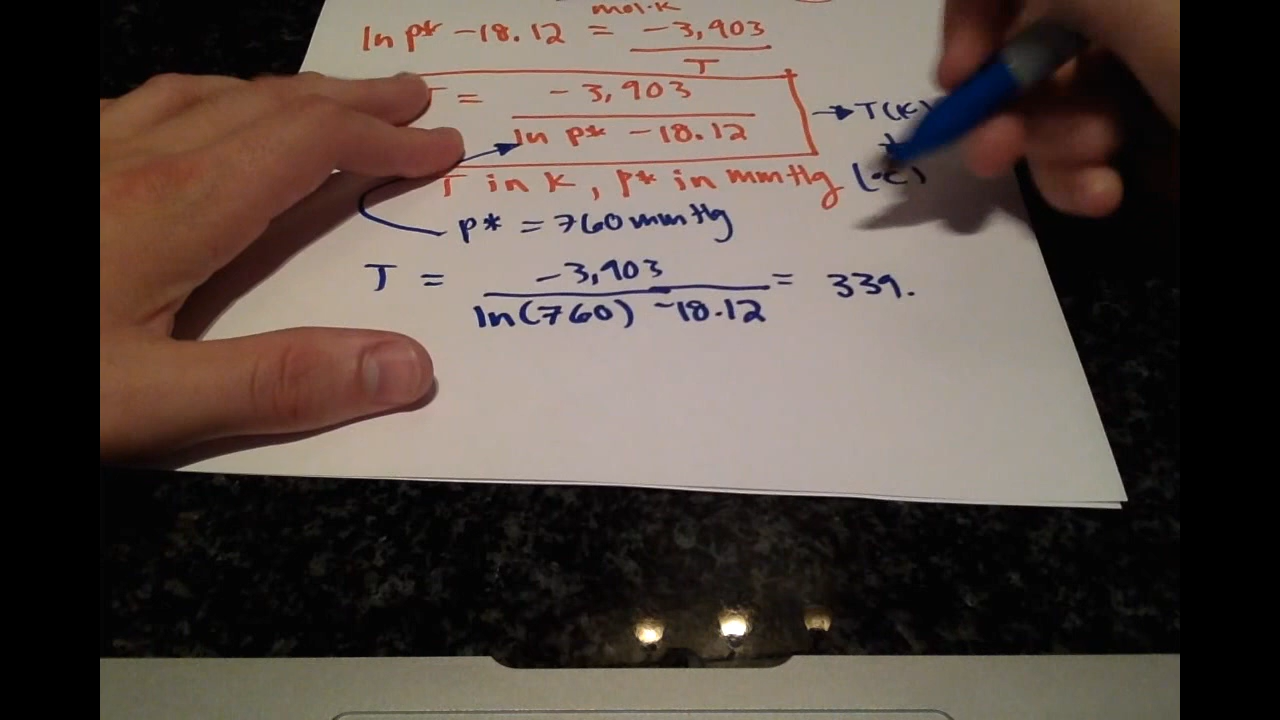 mol·K
ln p* -18.12 = -3,903
T
= -3,903
ln p* -18.12
→ T(K)
T in K, p* in mmHg (°C)
p* = 760 mmHg
T = -3,903 = 339.
ln(760) -18.12